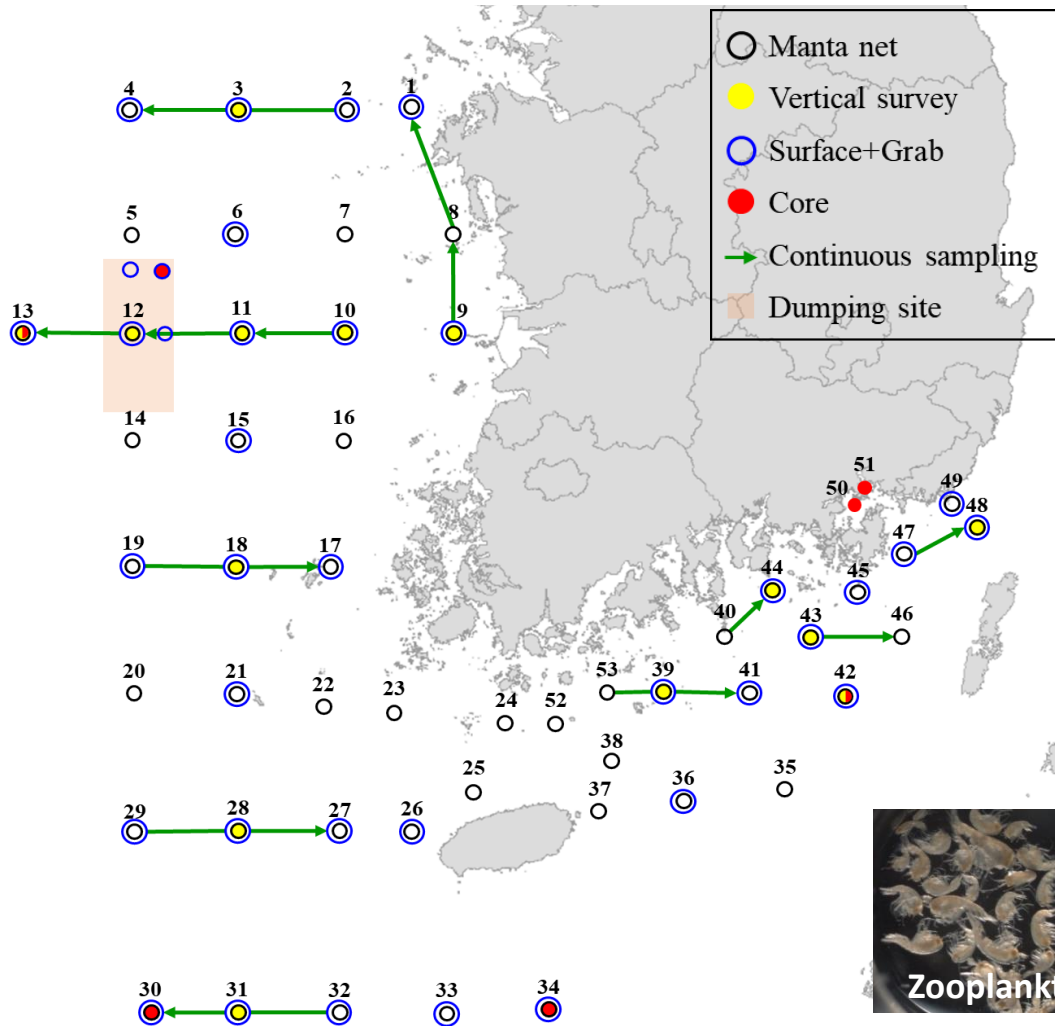 Manta net
Vertical survey
Surface+Grab
Core
Continuous sampling
Dumping site
4 3 2 1
5 6 7 8
13 12 11 10 9
14 15 16
51
50 49 48
19 18 17 47
44 45
40 43 46
20 21 22 23 53 39 41 42
24 52
38
25 37 36 35
29 28 27 26
30 31 32 33 34
Zooplankt